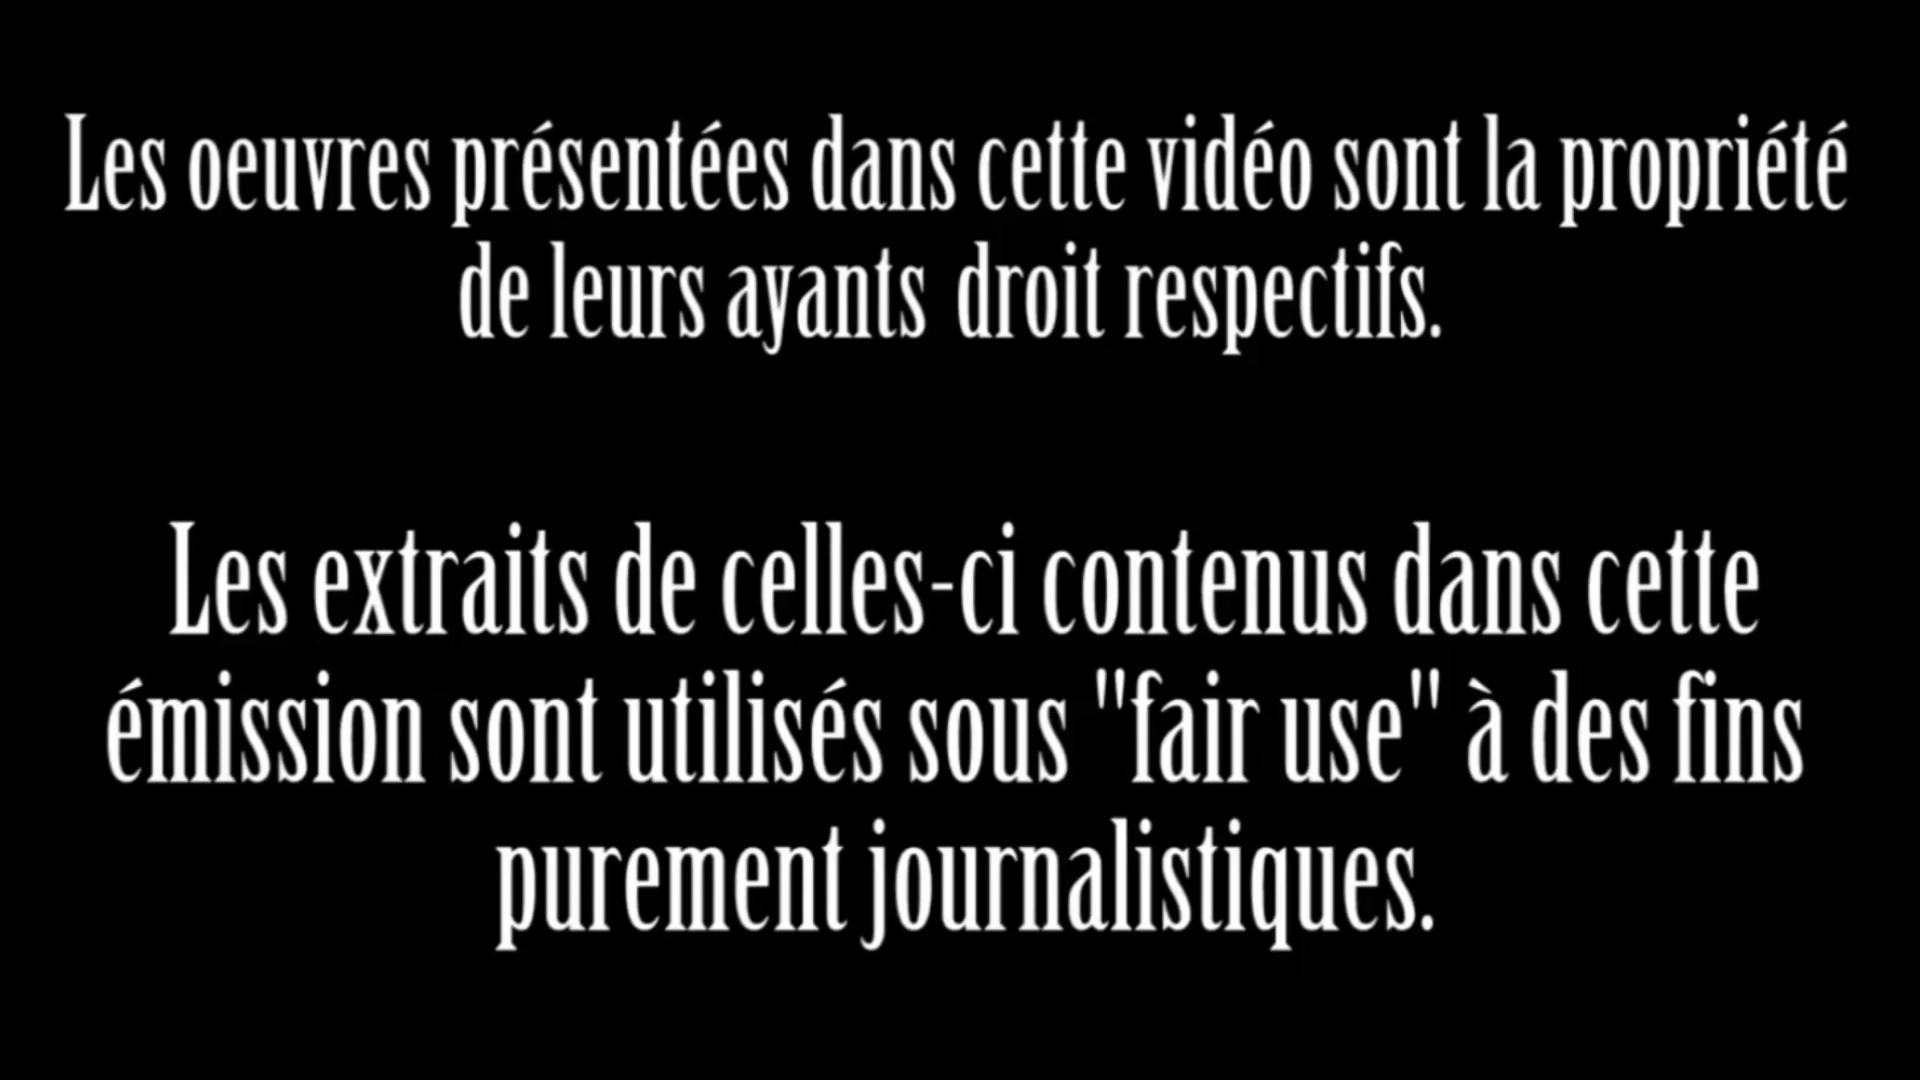 Les oeuvres présentées dans cette vidéo sont la propriété
de leurs ayants droit respectifs.
Les extraits de celles-ci contenus dans cette
émission sont utilisés sous "fair use" à des fins
purement journalistiques.